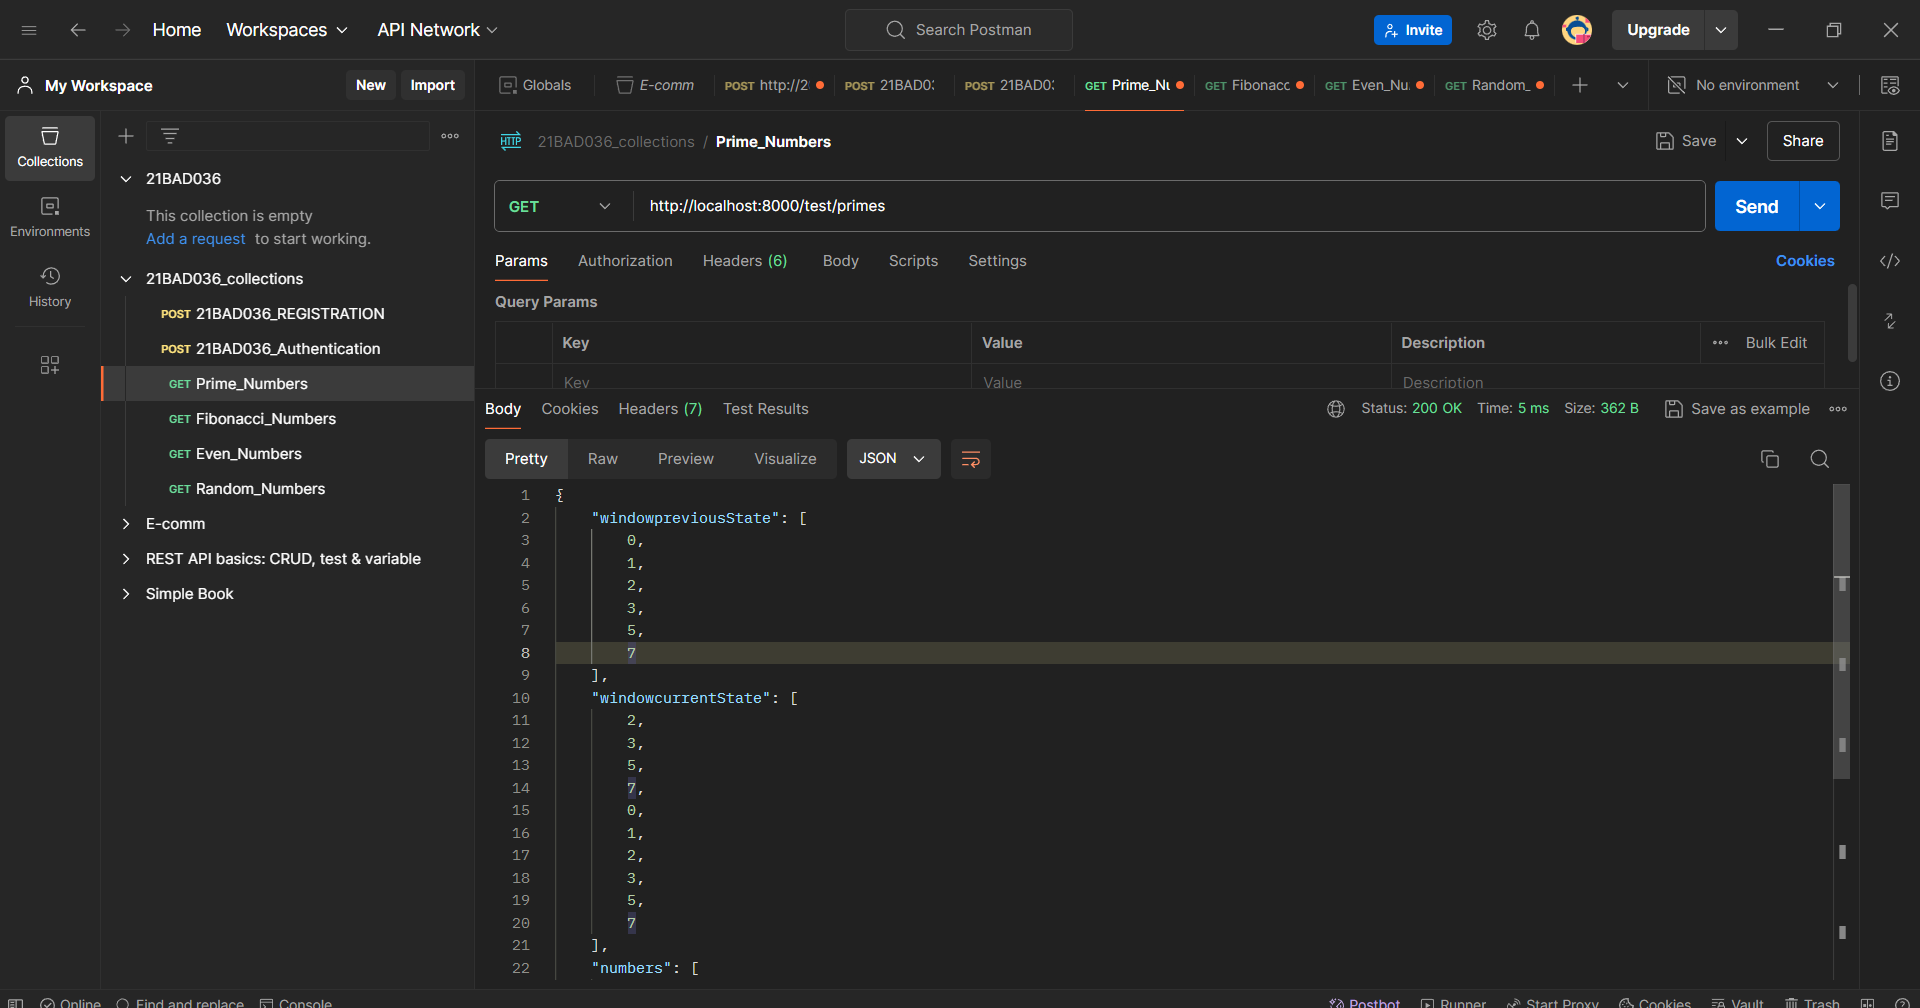 Home
Workspaces
API Network
Search Postman
Invite
Upgrade
My Workspace
New
Import
Globals
E-comm
POST http://2
POST 21BAD0
POST 21BAD0
GET Prime_Nu
GET Fibonacc
GET Even_Nu
GET Random_
No environment
Collections
Environments
History
21BAD036
This collection is empty
Add a request to start working.
21BAD036_collections
POST 21BAD036_REGISTRATION
POST 21BAD036_Authentication
GET Prime_Numbers
GET Fibonacci_Numbers
GET Even_Numbers
GET Random_Numbers
E-comm
REST API basics: CRUD, test & variable
Simple Book
HTTP 21BAD036_collections / Prime_Numbers
Save
Share
GET http://localhost:8000/test/primes
Send
Params Authorization Headers (6) Body Scripts Settings
Cookies
Query Params
Key Value Description Bulk Edit
Key Value Description
Body Cookies Headers (7) Test Results
Status: 200 OK Time: 5 ms Size: 362 B
Save as example
Pretty Raw Preview Visualize JSON
1 {
2 "windowpreviousState": [
3 0,
4 1,
5 2,
6 3,
7 5,
8 7
9 ],
10 "windowcurrentState": [
11 2,
12 3,
13 5,
14 7,
15 0,
16 1,
17 2,
18 3,
19 5,
20 7
21 ],
22 "numbers": [
Online
Find and replace
Console
Postbot
Runner
Start Proxy
Cookies
Vault
Trash